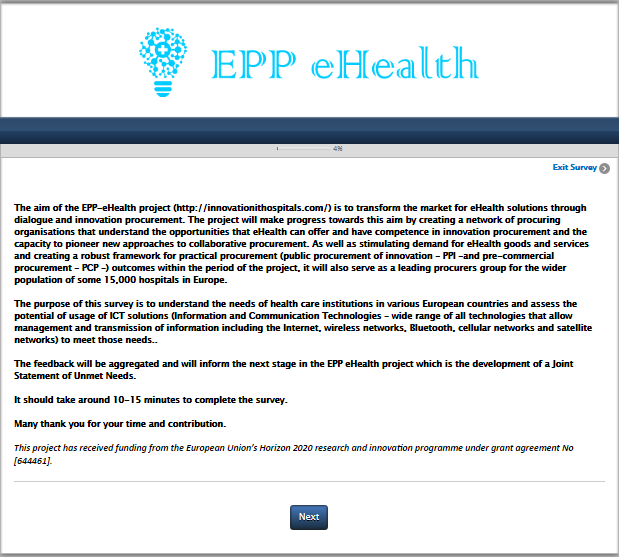 EPP eHealth
4%
Exit Survey
The aim of the EPP-eHealth project (http://innovationithospitals.com/) is to transform the market for eHealth solutions through
dialogue and innovation procurement. The project will make progress towards this aim by creating a network of procuring
organisations that understand the opportunities that eHealth can offer and have competence in innovation procurement and the
capacity to pioneer new approaches to collaborative procurement. As well as stimulating demand for eHealth goods and services
and creating a robust framework for practical procurement (public procurement of innovation - PPI -and pre-commercial
procurement - PCP -) outcomes within the period of the project, it will also serve as a leading procurers group for the wider
population of some 15,000 hospitals in Europe.
The purpose of this survey is to understand the needs of health care institutions in various European countries and assess the
potential of usage of ICT solutions (Information and Communication Technologies - wide range of all technologies that allow
management and transmission of information including the Internet, wireless networks, Bluetooth, cellular networks and satellite
networks) to meet those needs..
The feedback will be aggregated and will inform the next stage in the EPP eHealth project which is the development of a Joint
Statement of Unmet Needs.
It should take around 10-15 minutes to complete the survey.
Many thank you for your time and contribution.
This project has received funding from the European Union's Horizon 2020 research and innovation programme under grant agreement No
[644461].
Next